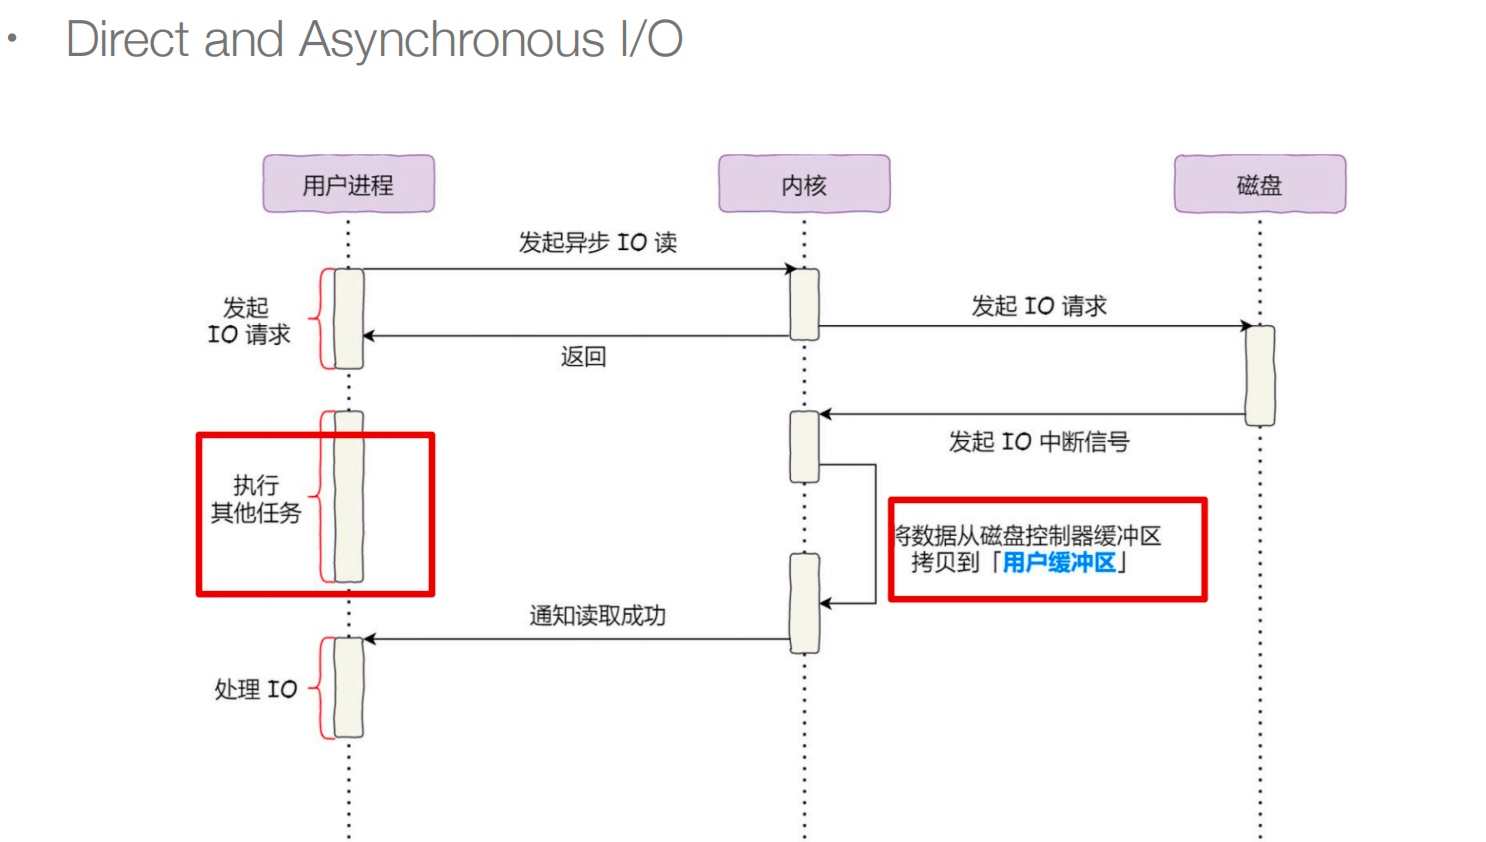 • Direct and Asynchronous I/O
用户进程
内核
磁盘
发起异步 IO 读
发起
IO 请求
发起 IO 请求
返回
发起 IO 中断信号
执行
其他任务
将数据从磁盘控制器缓冲区
拷贝到「用户缓冲区」
通知读取成功
处理 IO